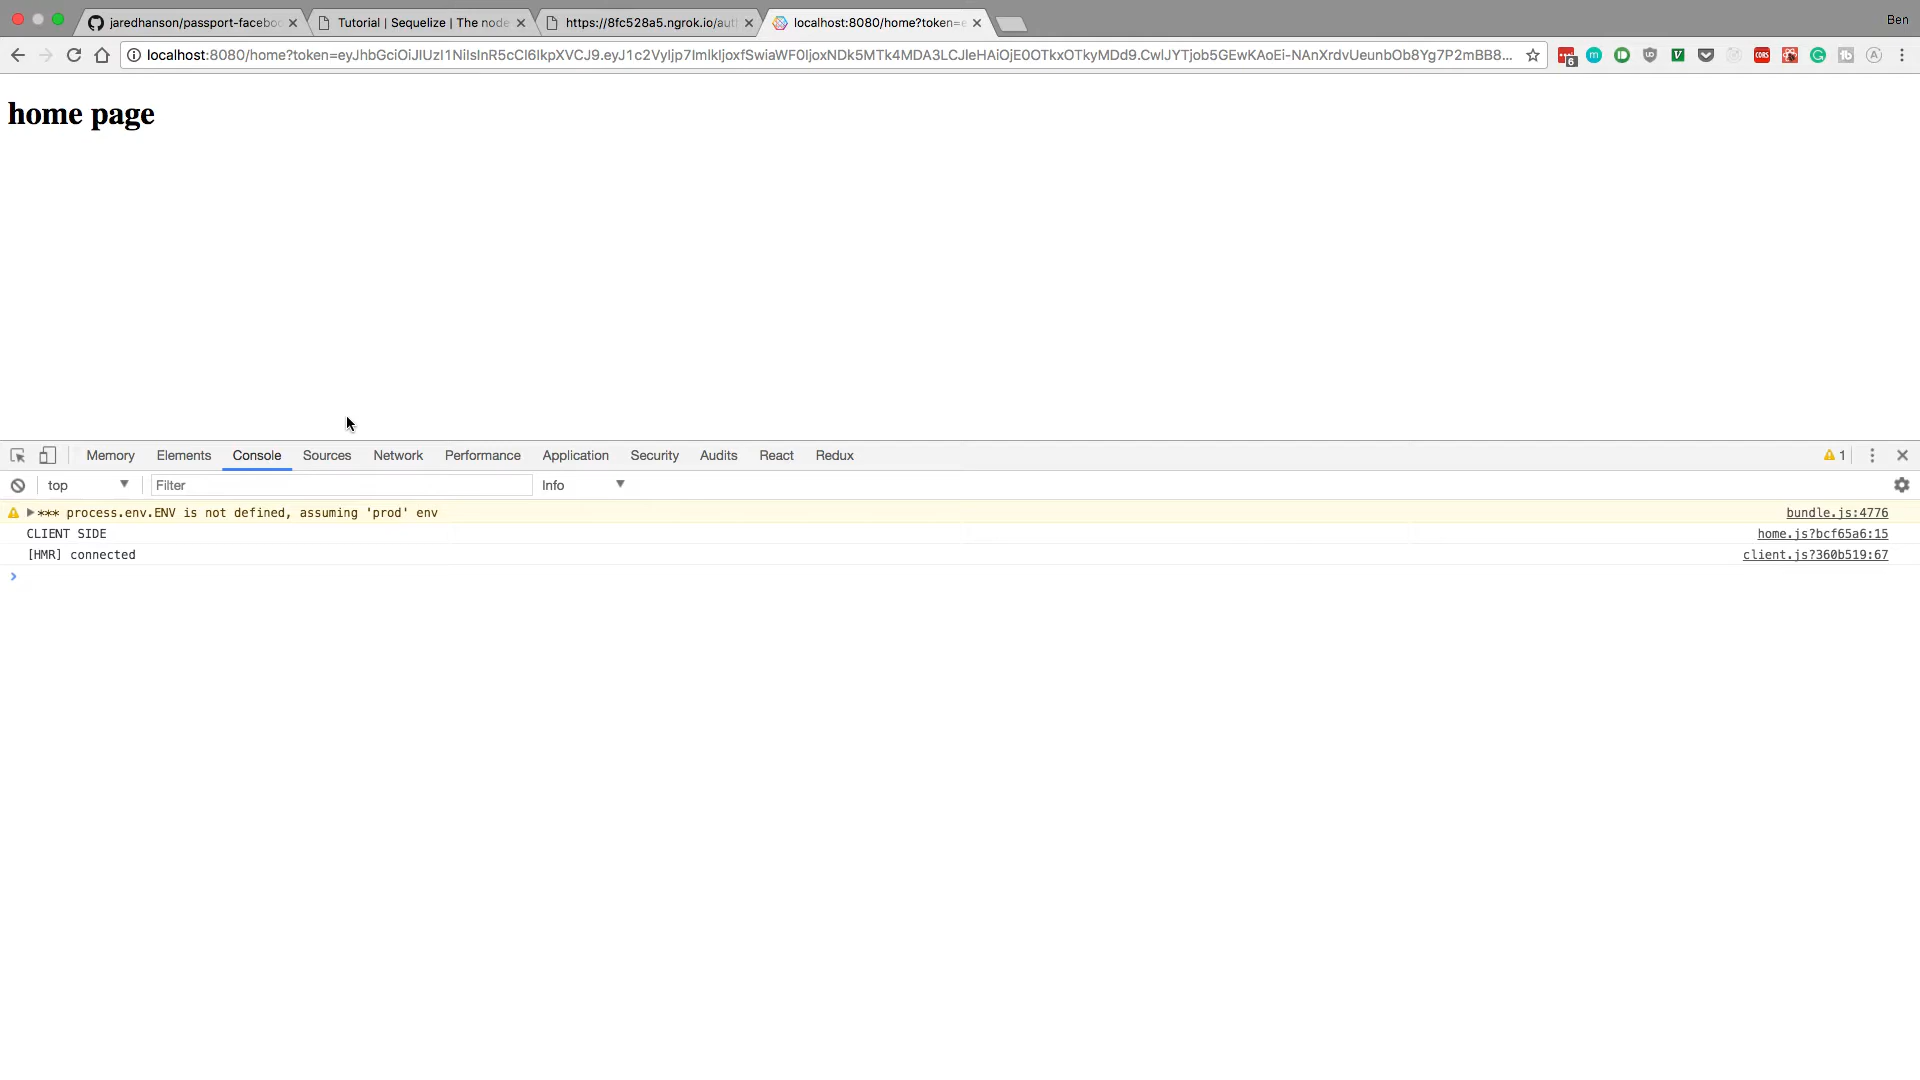 jaredhanson/passport-faceboo
Tutorial | Sequelize | The node
https://8fc528a5.ngrok.io/aut
localhost:8080/home?token=e
Ben
localhost:8080/home?token=eyJhbGciOiJIUzI1NiIsInR5cCI6IkpXVCJ9.eyJ1c2VyIjp7ImlkIjoxfSwiaWF0IjoxNDk5MTk4MDA3LCJleHAiOjE0OTkxOTkyMDd9.CwlJYTjob5GEwKAoEi-NAnXrdvUeunbOb8Yg7P2mBB8...
home page
Memory Elements Console Sources Network Performance Application Security Audits React Redux 1
top Filter Info
*** process.env.ENV is not defined, assuming 'prod' env bundle.js:4776
CLIENT SIDE home.js?bcf65a6:15
[HMR] connected client.js?360b519:67